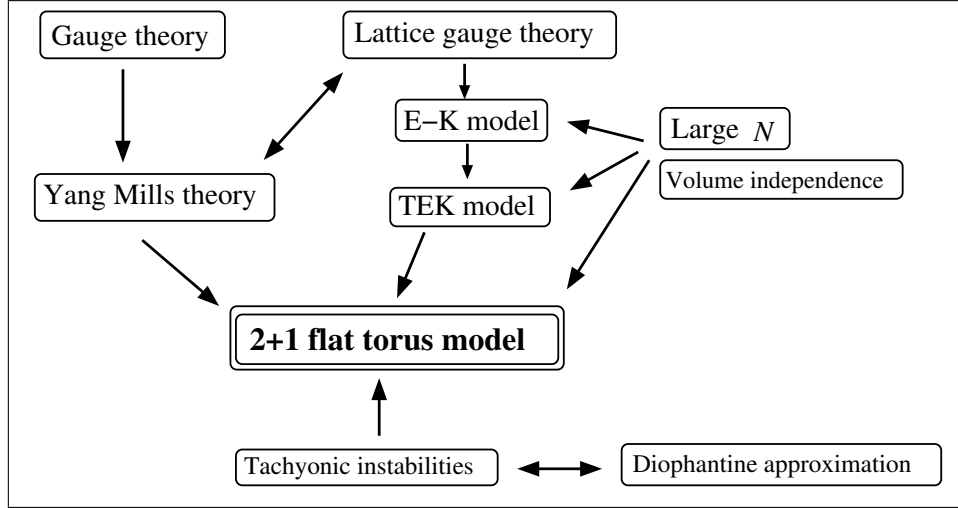 Gauge theory
Lattice gauge theory
E−K model
Large N
Volume independence
Yang Mills theory
TEK model
2+1 flat torus model
Tachyonic instabilities
Diophantine approximation